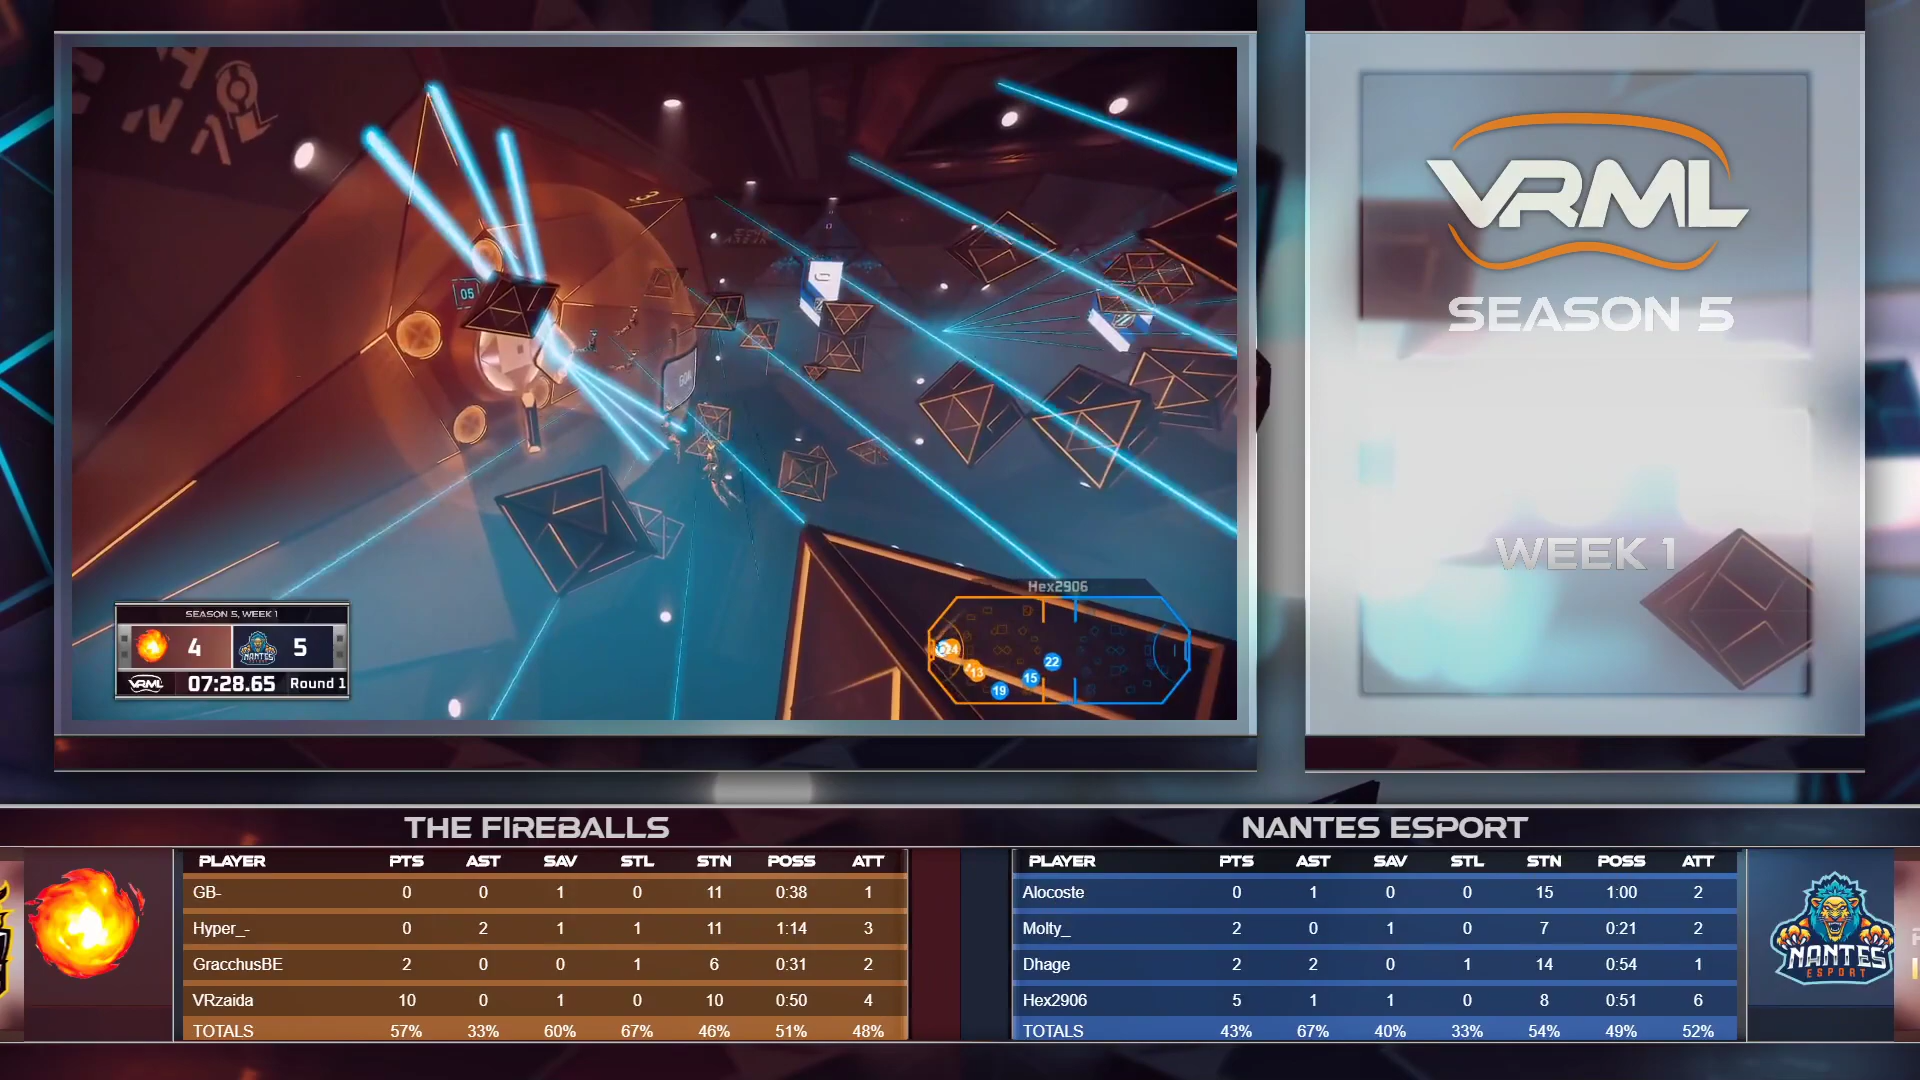 05
GOAL
Hex2906
24
13
19
15
22
SEASON 5, WEEK 1
4 NANTES 5
VRML 07:28.65 Round 1
VRML
SEASON 5
WEEK 1
THE FIREBALLS
PLAYER PTS AST SAV STL STN POSS ATT
GB- 0 0 1 0 11 0:38 1
Hyper_- 0 2 1 1 11 1:14 3
GracchusBE 2 0 0 1 6 0:31 2
VRzaida 10 0 1 0 10 0:50 4
TOTALS 57% 33% 60% 67% 46% 51% 48%
NANTES ESPORT
PLAYER PTS AST SAV STL STN POSS ATT
Alocoste 0 1 0 0 15 1:00 2
Molty_ 2 0 1 0 7 0:21 2
Dhage 2 2 0 1 14 0:54 1
Hex2906 5 1 1 0 8 0:51 6
TOTALS 43% 67% 40% 33% 54% 49% 52%
NANTES
ESPORT